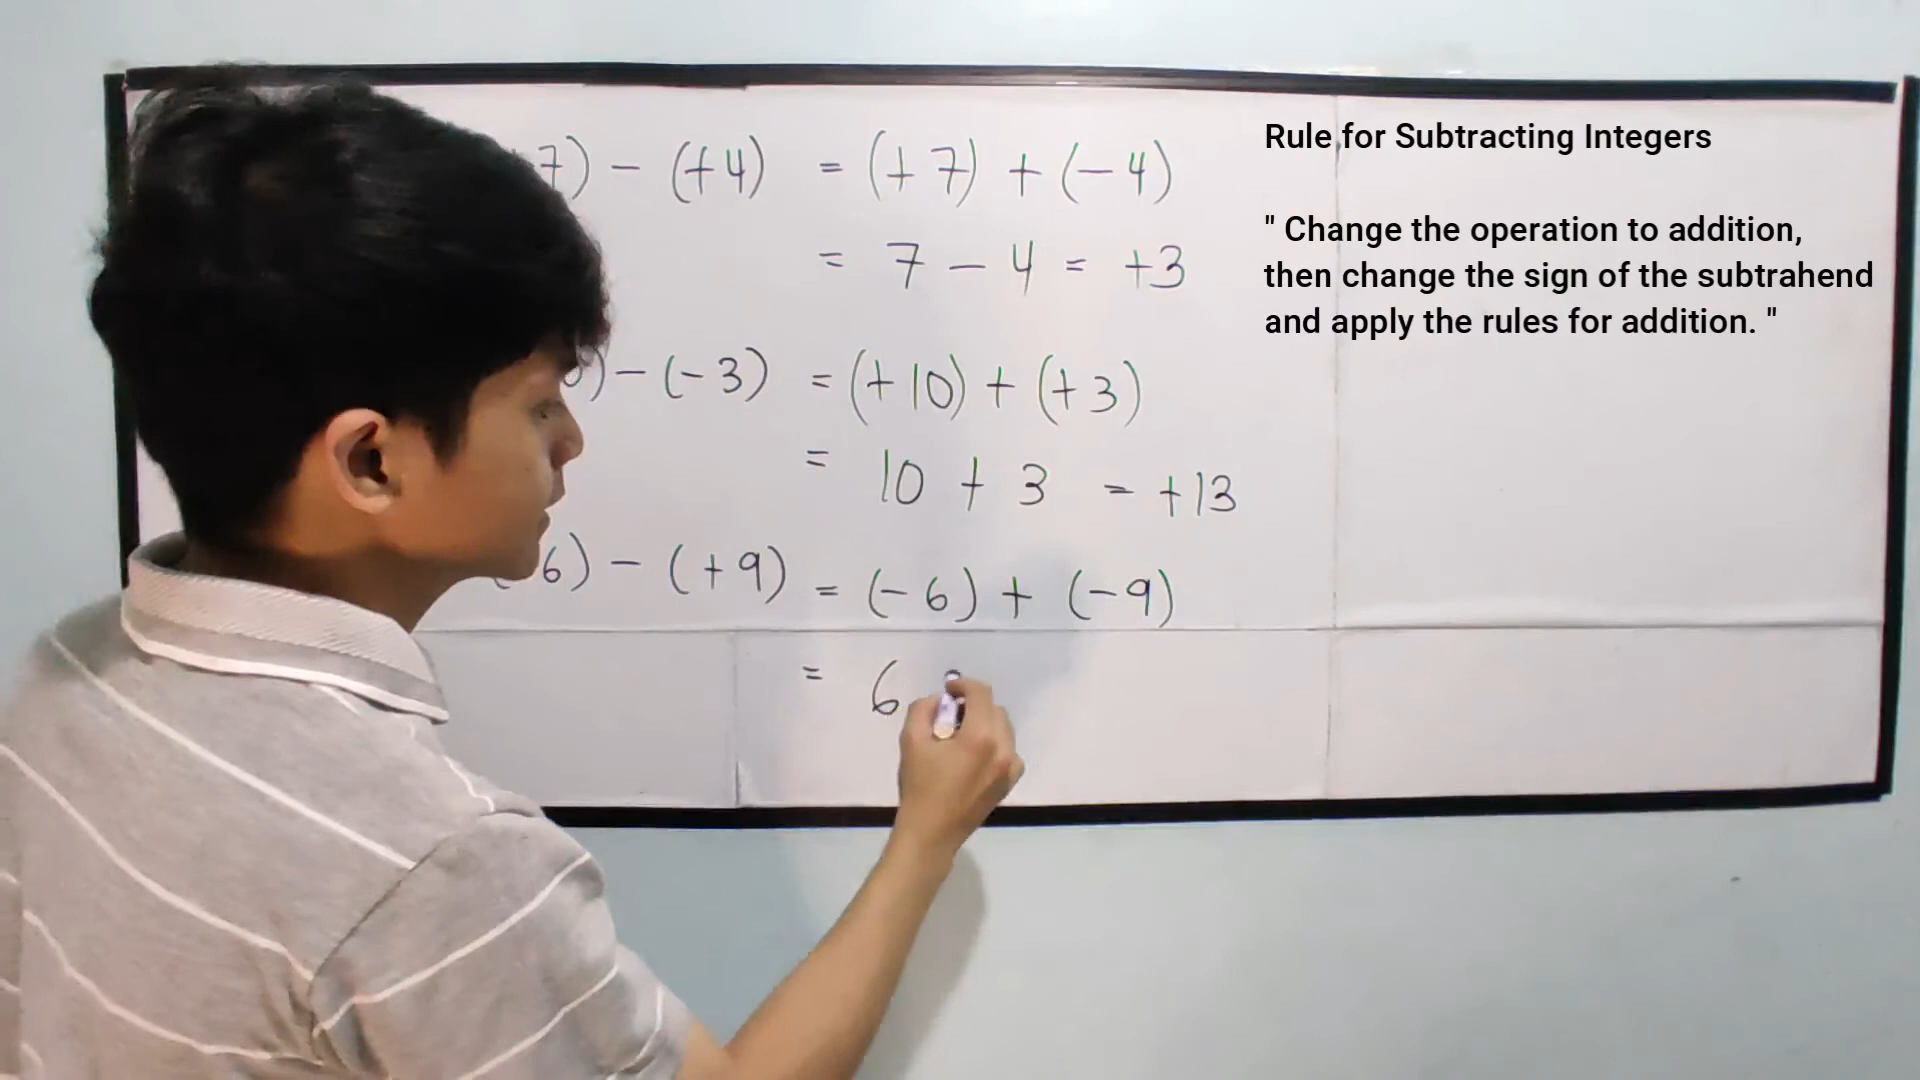 7) - (+4) = (+7) + (-4)
= 7 - 4 = +3
0) - (-3) = (+10) + (+3)
= 10 + 3 = +13
6) - (+9) = (-6) + (-9)
= 6
Rule for Subtracting Integers
" Change the operation to addition,
then change the sign of the subtrahend
and apply the rules for addition. "